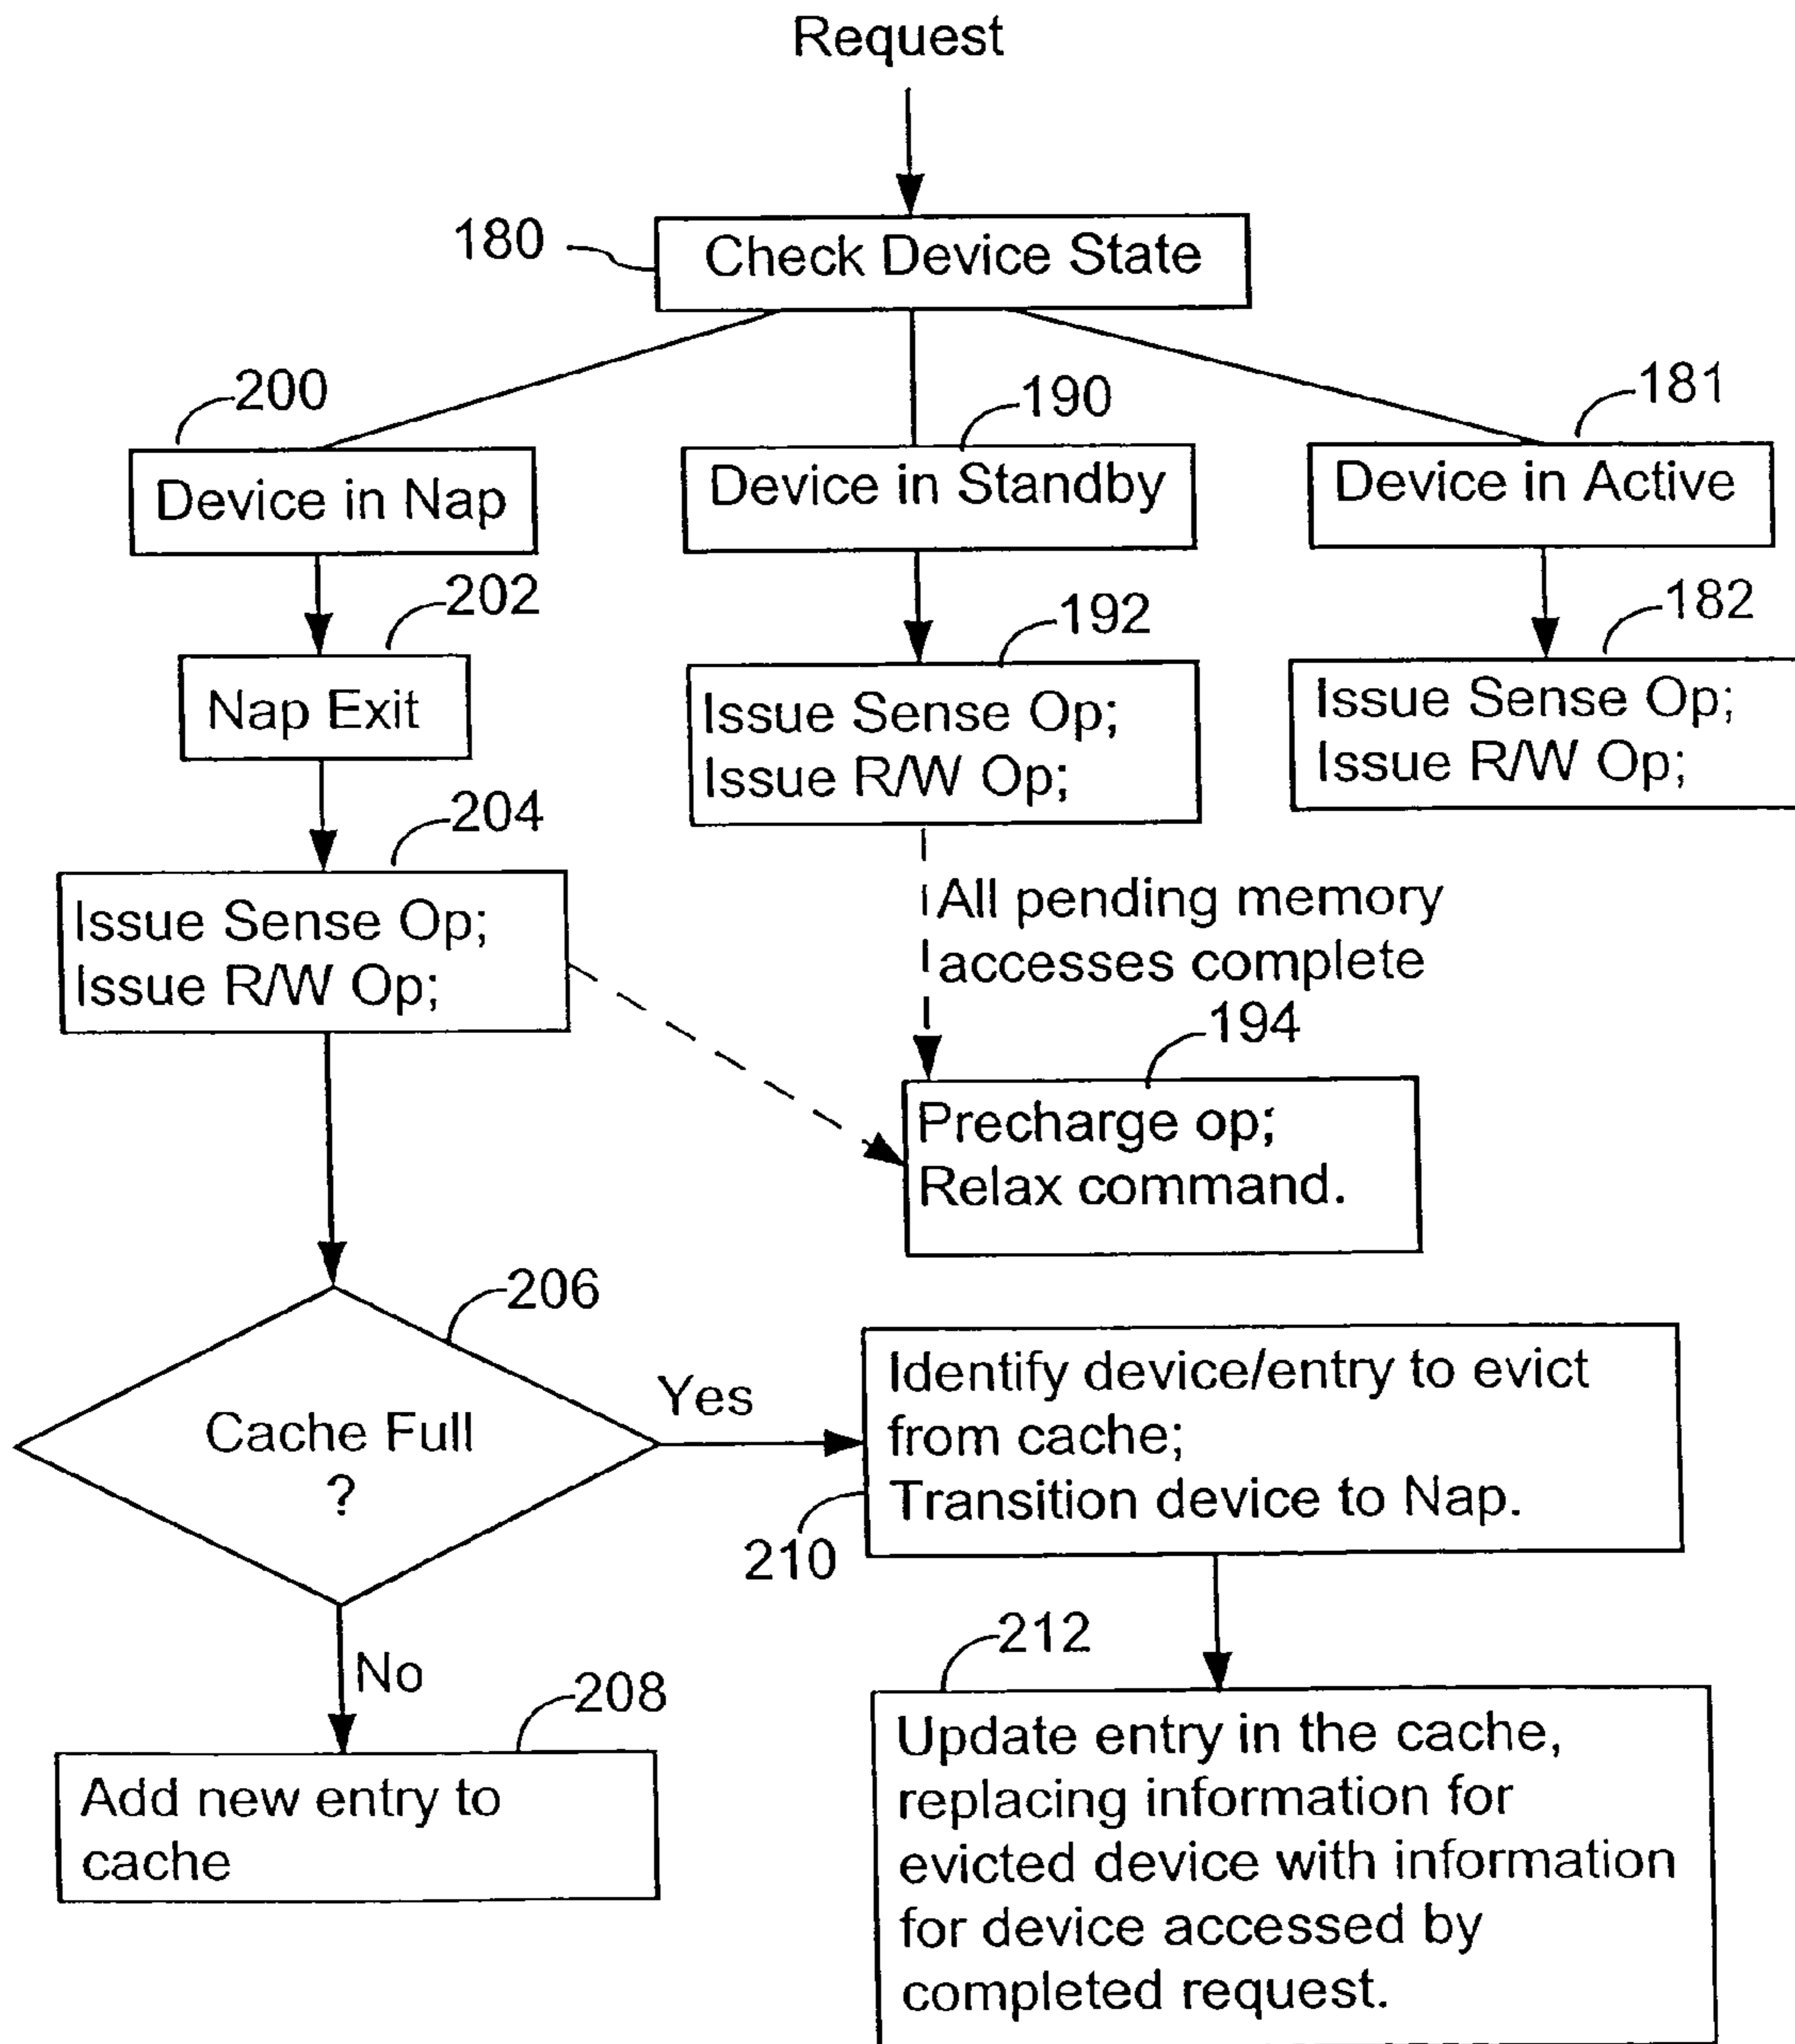 Request
180
Check Device State
200
190
181
Device in Nap
Device in Standby
Device in Active
202
192
182
Nap Exit
Issue Sense Op;
Issue R/W Op;
Issue Sense Op;
Issue R/W Op;
204
Issue Sense Op;
Issue R/W Op;
All pending memory
accesses complete
194
Precharge op;
Relax command.
206
Cache Full
?
Yes
Identify device/entry to evict
from cache;
Transition device to Nap.
210
No
208
Add new entry to
cache
212
Update entry in the cache,
replacing information for
evicted device with information
for device accessed by
completed request.